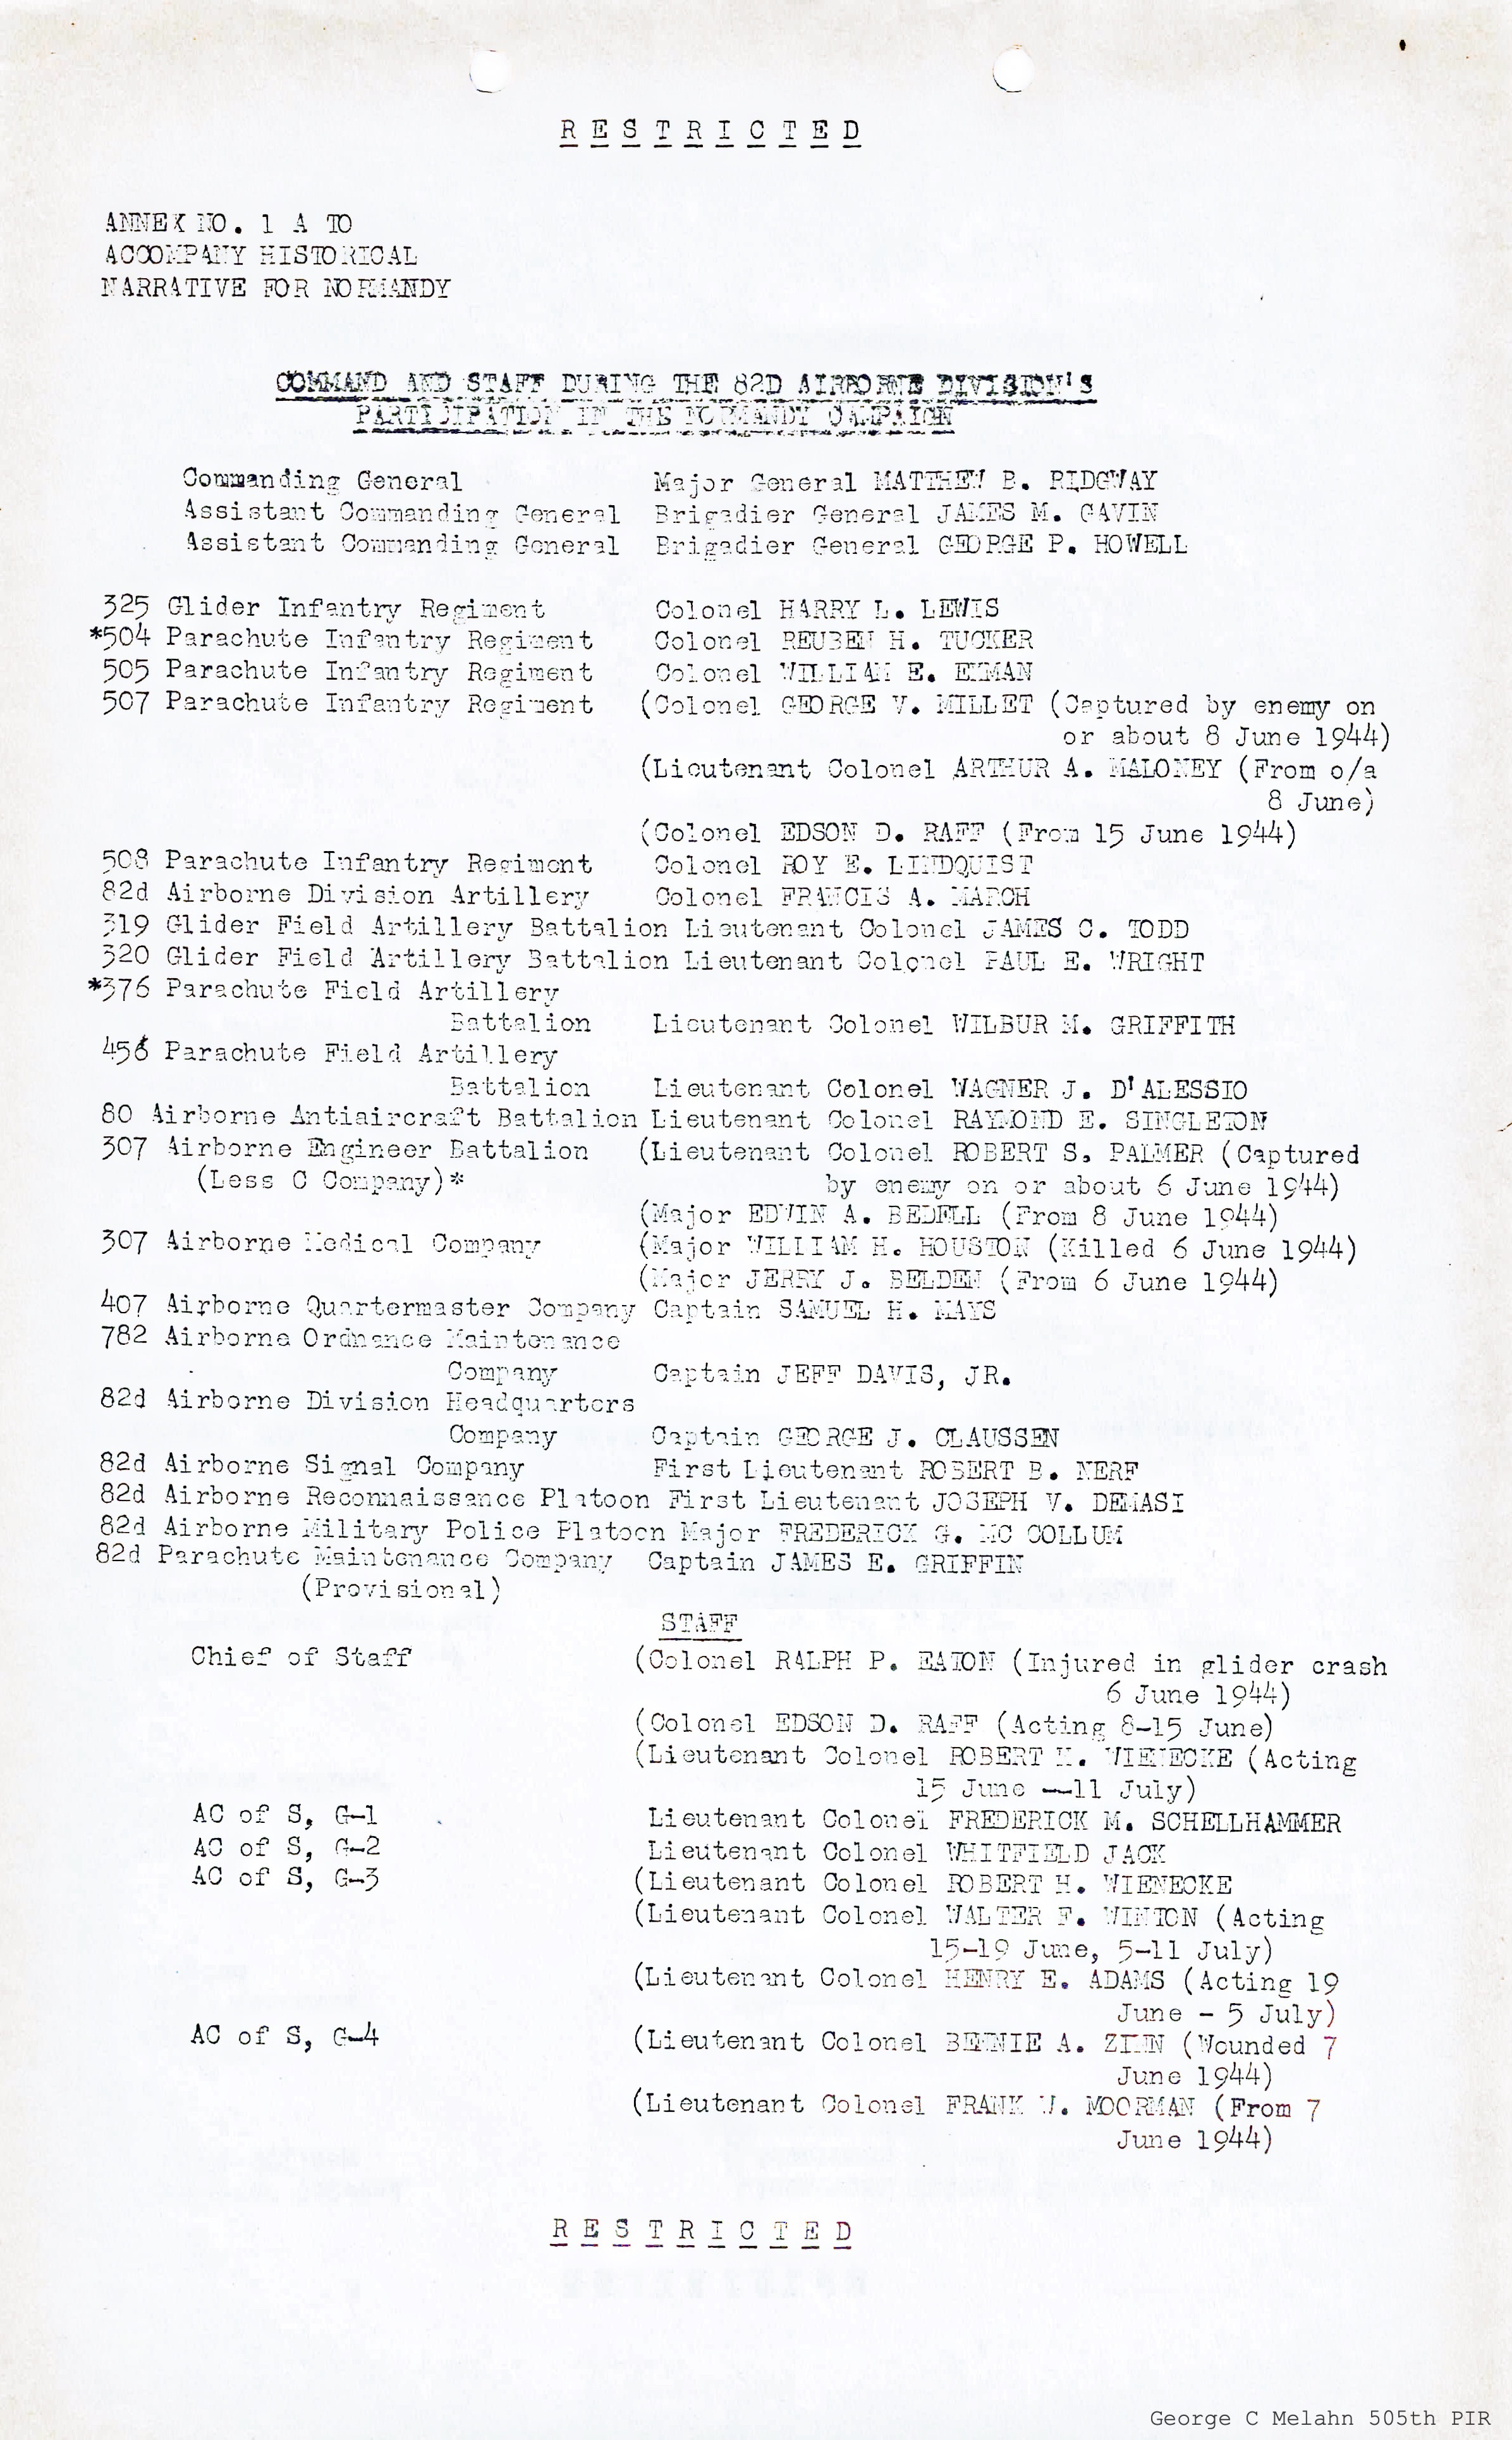 R E S T R I C T E D
ANNEX NO. 1 A TO
ACCOMPANY HISTORICAL
NARRATIVE FOR NORMANDY
COMMAND AND STAFF DURING THE 82D AIRBORNE DIVISION'S
PARTICIPATION IN THE NORMANDY CAMPAIGN
Commanding General Major General MATTHEW B. RIDGWAY
Assistant Commanding General Brigadier General JAMES M. GAVIN
Assistant Commanding General Brigadier General GEORGE P. HOWELL
325 Glider Infantry Regiment Colonel HARRY L. LEWIS
*504 Parachute Infantry Regiment Colonel REUBEN H. TUCKER
505 Parachute Infantry Regiment Colonel WILLIAM E. EKMAN
507 Parachute Infantry Regiment (Colonel GEORGE V. MILLET (Captured by enemy on
or about 8 June 1944)
(Lieutenant Colonel ARTHUR A. MALONEY (From o/a
8 June)
(Colonel EDSON D. RAFF (From 15 June 1944)
508 Parachute Infantry Regiment Colonel ROY E. LINDQUIST
82d Airborne Division Artillery Colonel FRANCIS A. MARCH
319 Glider Field Artillery Battalion Lieutenant Colonel JAMES C. TODD
320 Glider Field Artillery Battalion Lieutenant Colonel PAUL E. WRIGHT
*376 Parachute Field Artillery
Battalion Lieutenant Colonel WILBUR M. GRIFFITH
456 Parachute Field Artillery
Battalion Lieutenant Colonel WAGNER J. D'ALESSIO
80 Airborne Antiaircraft Battalion Lieutenant Colonel RAYMOND E. SINGLETON
307 Airborne Engineer Battalion (Lieutenant Colonel ROBERT S. PALMER (Captured
(Less C Company)* by enemy on or about 6 June 1944)
(Major EDWIN A. BEDELL (From 8 June 1944)
307 Airborne Medical Company (Major WILLIAM H. HOUSTON (Killed 6 June 1944)
(Major JERRY J. BELDEN (From 6 June 1944)
407 Airborne Quartermaster Company Captain SAMUEL H. MAYS
782 Airborne Ordnance Maintenance
Company Captain JEFF DAVIS, JR.
82d Airborne Division Headquarters
Company Captain GEORGE J. CLAUSSEN
82d Airborne Signal Company First Lieutenant ROBERT B. NERF
82d Airborne Reconnaissance Platoon First Lieutenant JOSEPH V. DEMASI
82d Airborne Military Police Platoon Major FREDERICK G. MC COLLUM
82d Parachute Maintenance Company Captain JAMES E. GRIFFIN
(Provisional)
STAFF
Chief of Staff (Colonel RALPH P. EATON (Injured in glider crash
6 June 1944)
(Colonel EDSON D. RAFF (Acting 8-15 June)
(Lieutenant Colonel ROBERT H. WIENECKE (Acting
15 June --11 July)
AC of S, G-1 Lieutenant Colonel FREDERICK M. SCHELLHAMMER
AC of S, G-2 Lieutenant Colonel WHITFIELD JACK
AC of S, G-3 (Lieutenant Colonel ROBERT H. WIENECKE
(Lieutenant Colonel WALTER F. WINTON (Acting
15-19 June, 5-11 July)
(Lieutenant Colonel HENRY E. ADAMS (Acting 19
June - 5 July)
AC of S, G-4 (Lieutenant Colonel BENNIE A. ZINN (Wounded 7
June 1944)
(Lieutenant Colonel FRANK W. MOORMAN (From 7
June 1944)
R E S T R I C T E D
George C Melahn 505th PIR